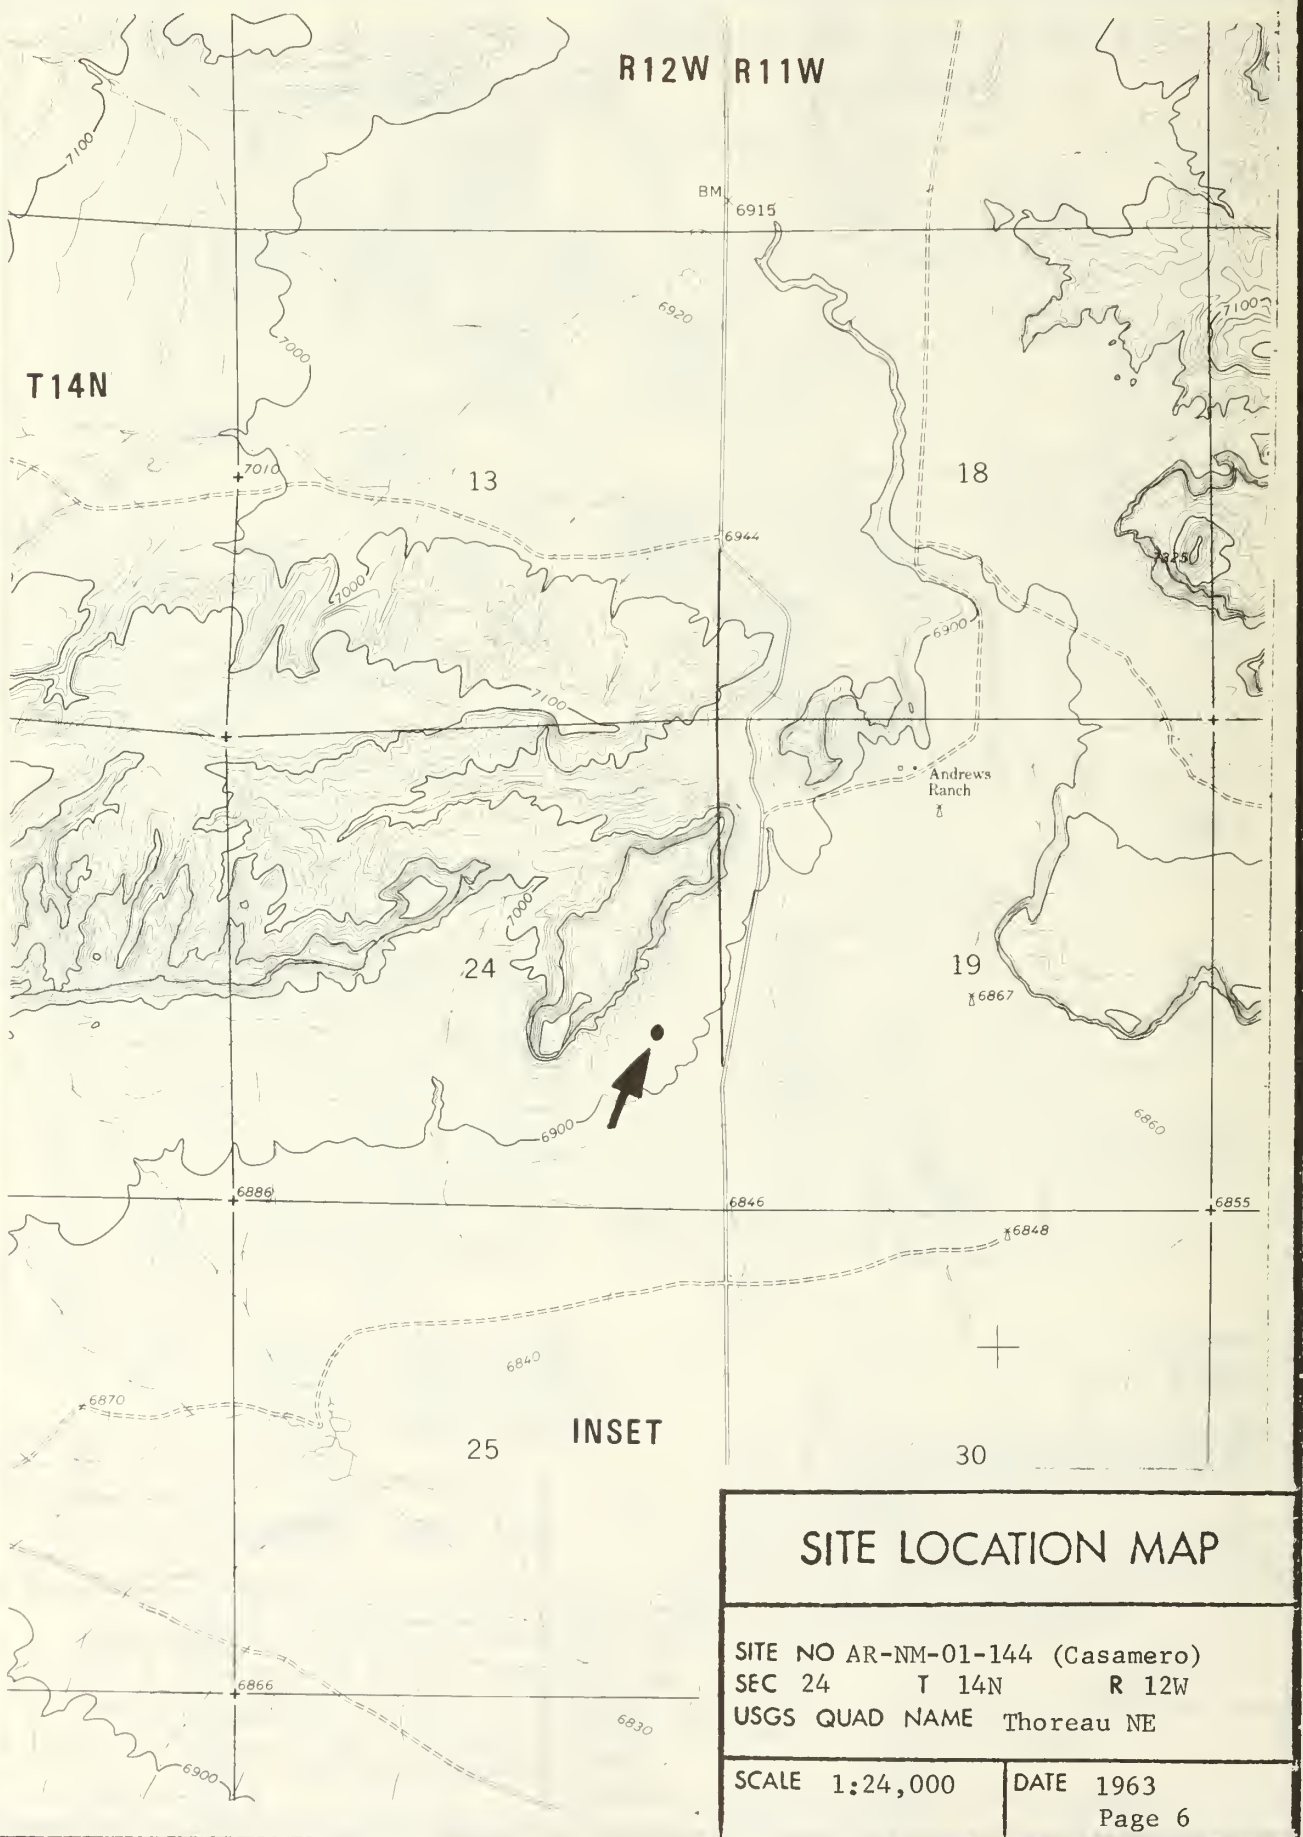 R12W R11W
7100
BM
6915
6920
7100
7000
T14N
7010
13
18
6944
7325
7000
6900
7100
Andrews
Ranch
7000
24
19
6867
6900
6860
6886
6846
6855
6848
6840
6870
INSET
25
30
SITE LOCATION MAP
SITE NO AR-NM-01-144 (Casamero)
SEC 24 T 14N R 12W
6866
USGS QUAD NAME Thoreau NE
6830
6900
SCALE 1:24,000
DATE 1963
Page 6